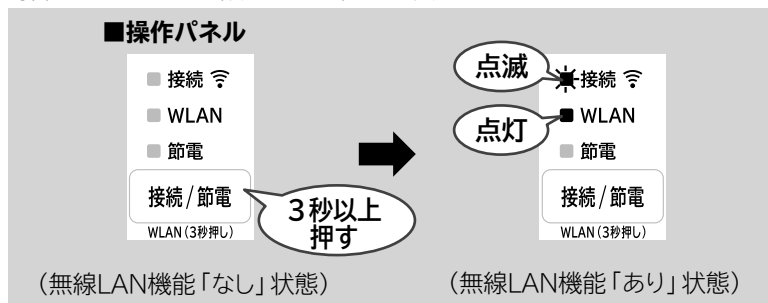 ■操作パネル
接続
WLAN
節電
接続/節電
WLAN(3秒押し)
3秒以上
押す
(無線LAN機能「なし」状態)
点滅
点灯
接続
WLAN
節電
接続/節電
WLAN(3秒押し)
(無線LAN機能「あり」状態)